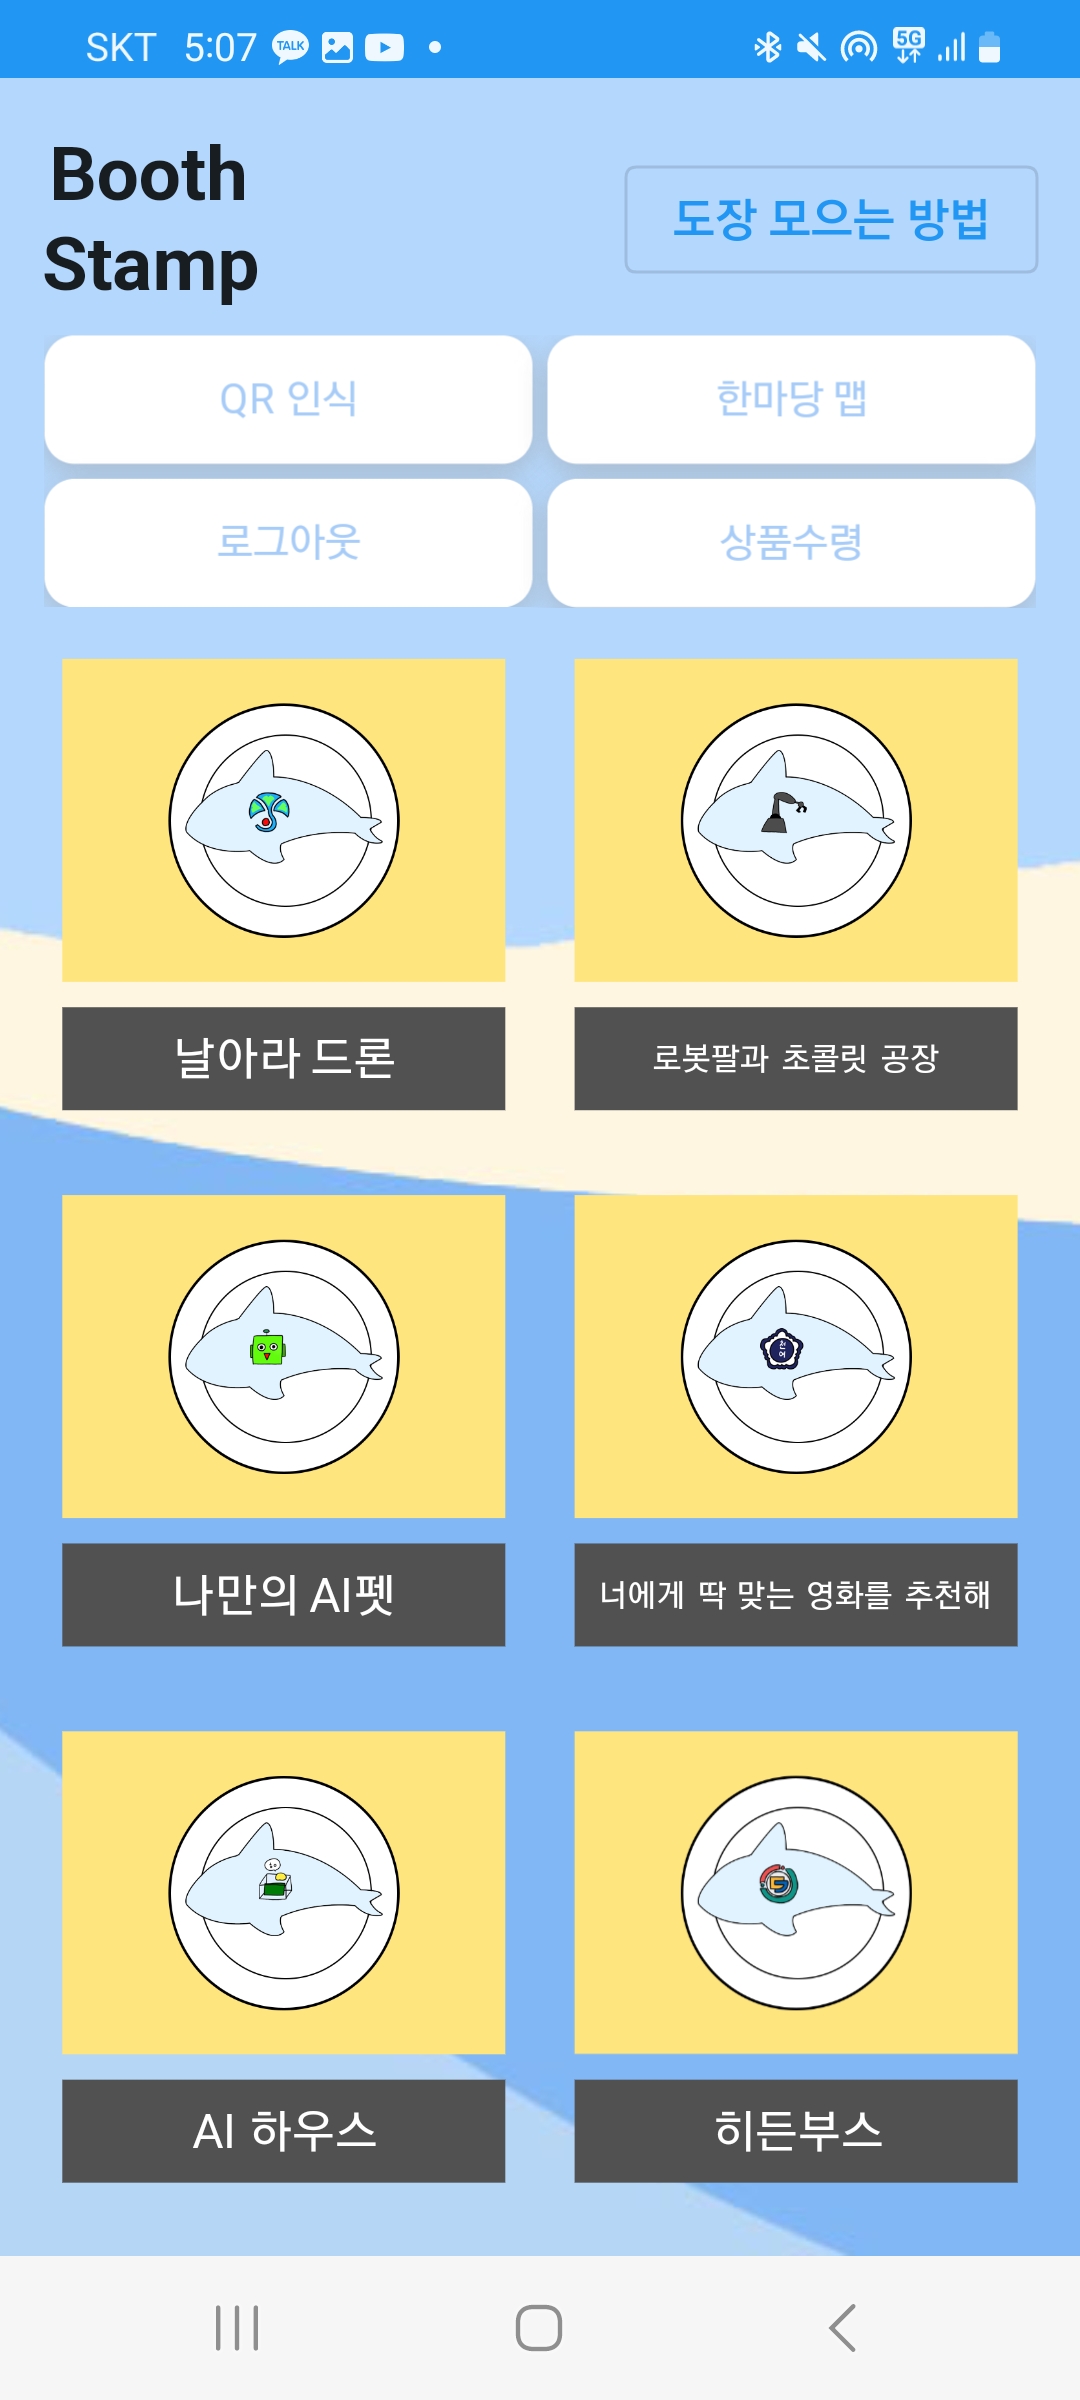 SKT 5:07 TALK 5G
Booth
Stamp
도장 모으는 방법
QR 인식
한마당 맵
로그아웃
상품수령
날아라 드론
로봇팔과 초콜릿 공장
나만의 AI펫
너에게 딱 맞는 영화를 추천해
AI 하우스
히든부스